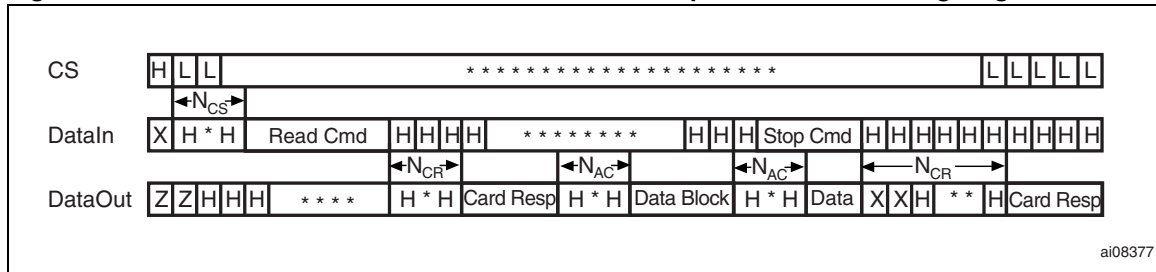 CS H L L * * * * * * * * * * * * * * * * * * * * * L L L L L
N_CS
DataIn X H * H Read Cmd H H H H * * * * * * * * H H H Stop Cmd H H H H H H H H H H
N_CR N_AC N_AC N_CR
DataOut Z Z H H H * * * * H * H Card Resp H * H Data Block H * H Data X X H * * H Card Resp
ai08377